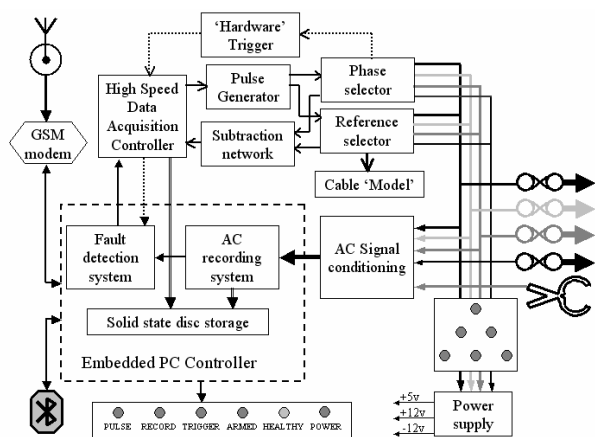 ‘Hardware’
Trigger
High Speed
Data
Acquisition
Controller
Pulse
Generator
Phase
selector
Subtraction
network
Reference
selector
Cable ‘Model’
GSM
modem
Fault
detection
system
AC
recording
system
AC Signal
conditioning
Solid state disc storage
Embedded PC Controller
PULSE RECORD TRIGGER ARMED HEALTHY POWER
+5v
+12v
-12v
Power
supply